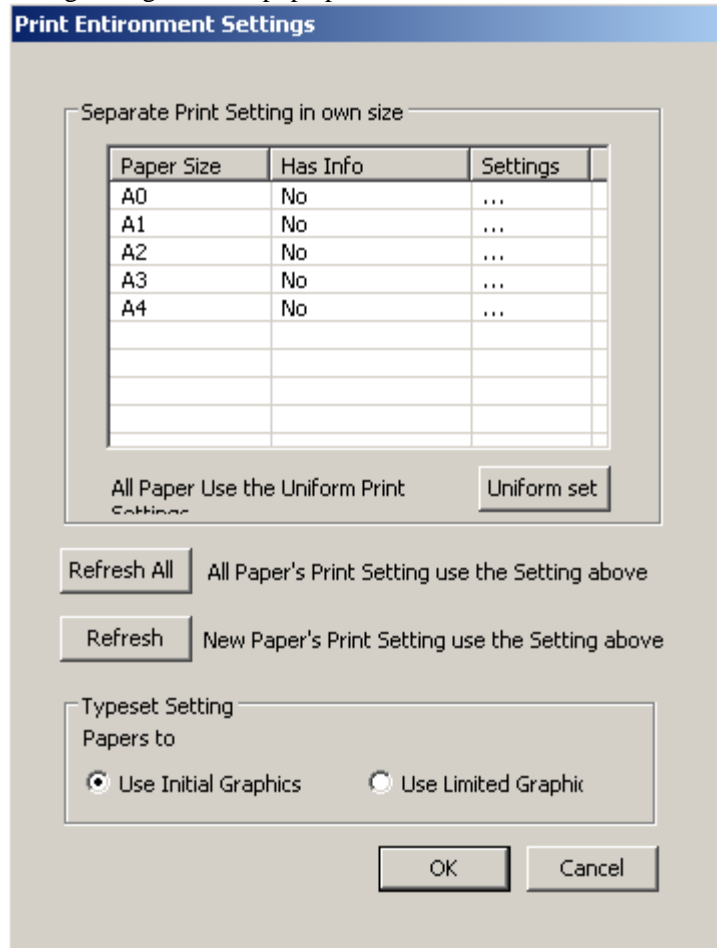 Print Entironment Settings
Separate Print Setting in own size
Paper Size Has Info Settings
A0 No ...
A1 No ...
A2 No ...
A3 No ...
A4 No ...
All Paper Use the Uniform Print Uniform set
Settings
Refresh All All Paper's Print Setting use the Setting above
Refresh New Paper's Print Setting use the Setting above
Typeset Setting
Papers to
Use Initial Graphics Use Limited Graphic
OK Cancel